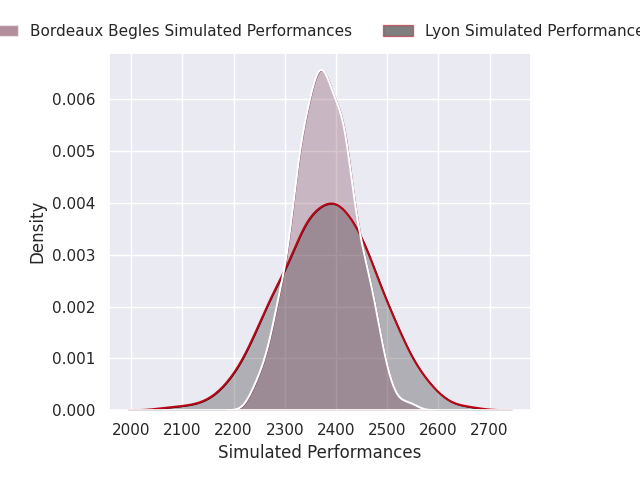 Bordeaux Begles Simulated Performances Lyon Simulated Performance
0.006
0.005
0.004
0.003
0.002
0.001
0.000
Density
2000 2100 2200 2300 2400 2500 2600 2700
Simulated Performances